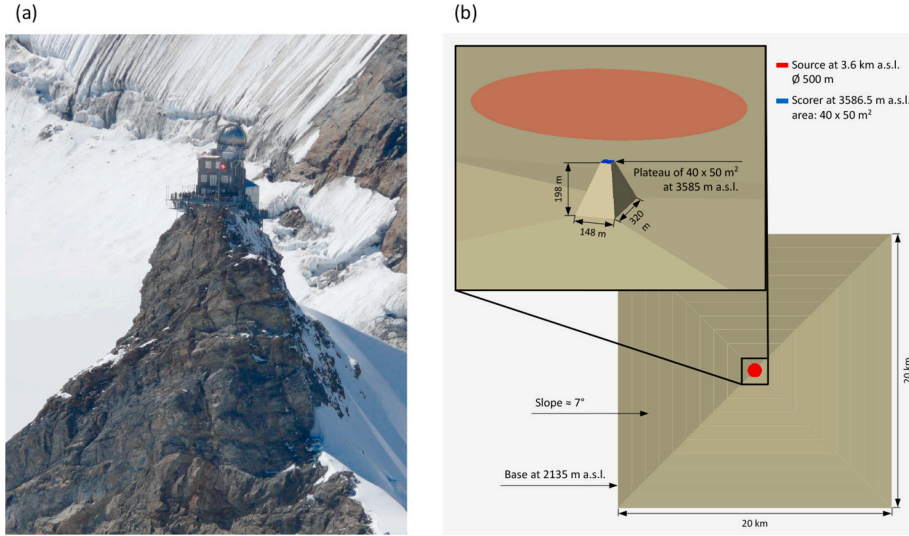 (a)
(b)
Source at 3.6 km a.s.l.
Ø 500 m
Scorer at 3586.5 m a.s.l.
area: 40 x 50 m²
Plateau of 40 x 50 m²
at 3585 m a.s.l.
198 m
148 m
320
m
Slope ≈ 7°
Base at 2135 m a.s.l.
20 km
20 km